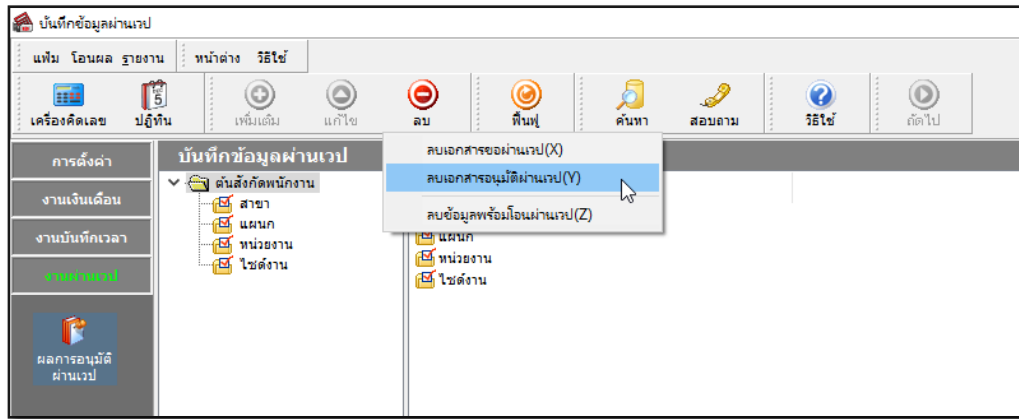 บันทึกข้อมูลผ่านเวป
แฟ้ม โอนผล รายงาน หน้าต่าง วิธีใช้
เครื่องคิดเลข ปฏิทิน เพิ่มเติม แก้ไข ลบ ฟื้นฟู ค้นหา สอบถาม วิธีใช้ ถัดไป
การตั้งค่า
งานเงินเดือน
งานบันทึกเวลา
งานผ่านเวป
ผลการอนุมัติ
ผ่านเวป
บันทึกข้อมูลผ่านเวป
ต้นสังกัดพนักงาน
สาขา
แผนก
หน่วยงาน
ไซด์งาน
ลบเอกสารขอผ่านเวป(X)
ลบเอกสารอนุมัติผ่านเวป(Y)
ลบข้อมูลพร้อมโอนผ่านเวป(Z)
แผนก
หน่วยงาน
ไซด์งาน